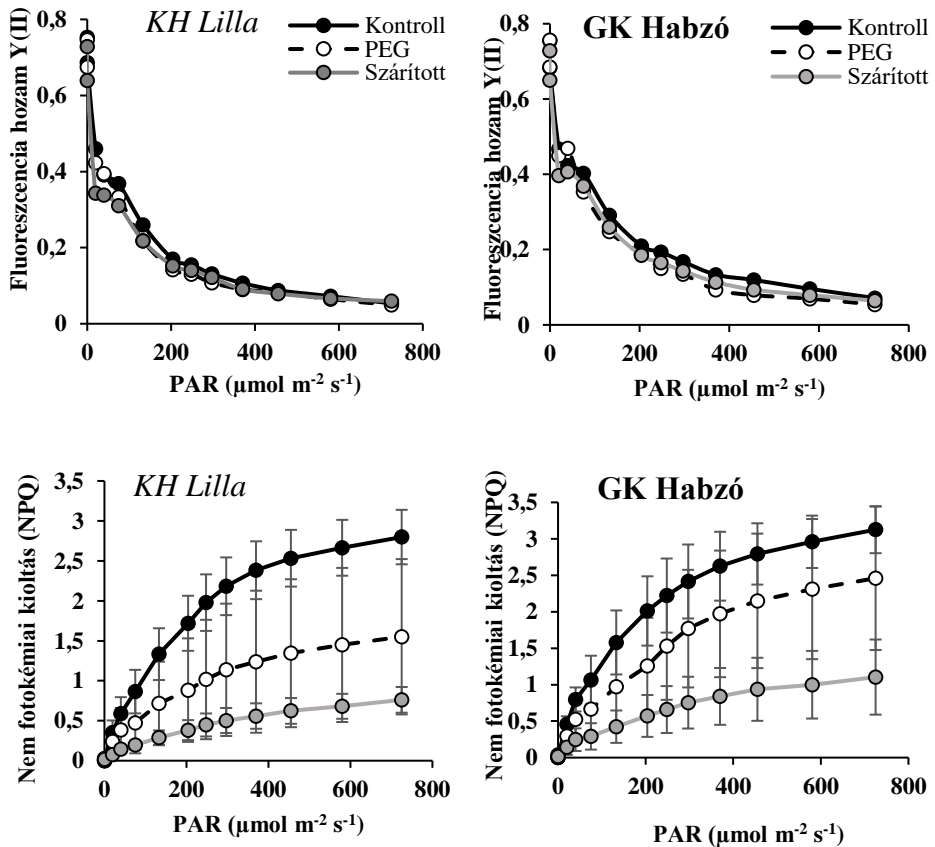 KH Lilla
Kontroll
PEG
Szárított
Fluoreszcencia hozam Y(II)
0,8
0,6
0,4
0,2
0
0
200
400
600
800
PAR (µmol m-2 s-1)
GK Habzó
Kontroll
PEG
Szárított
Fluoreszcencia hozam Y(II)
0,8
0,6
0,4
0,2
0
0
200
400
600
800
PAR (µmol m-2 s-1)
KH Lilla
Nem fotokémiai kioltás (NPQ)
3,5
3
2,5
2
1,5
1
0,5
0
0
200
400
600
800
PAR (µmol m-2 s-1)
GK Habzó
Nem fotokémiai kioltás (NPQ)
3,5
3
2,5
2
1,5
1
0,5
0
0
200
400
600
800
PAR (µmol m-2 s-1)